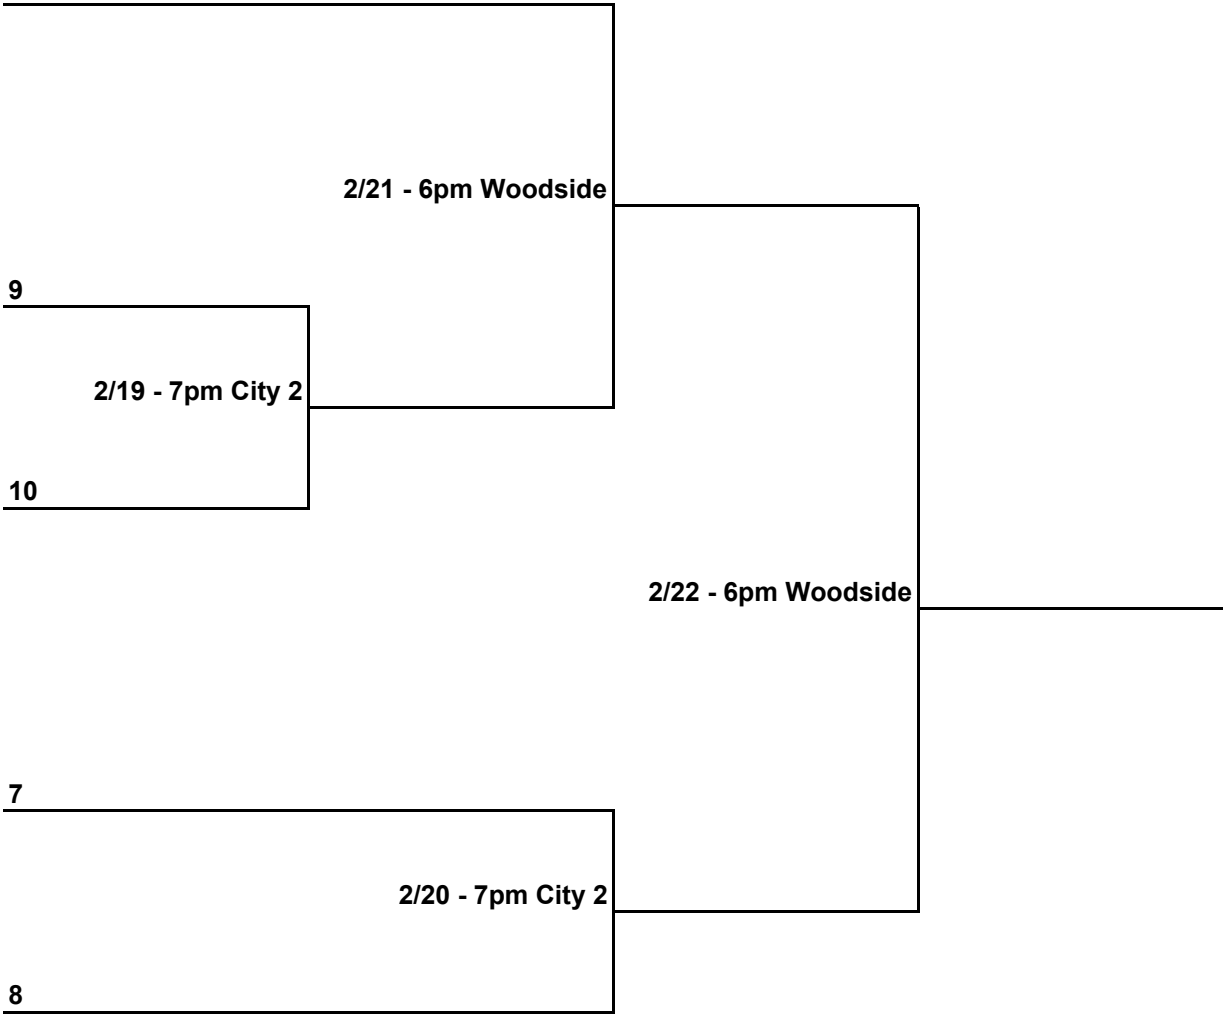 2/21 - 6pm Woodside
9
2/19 - 7pm City 2
10
2/22 - 6pm Woodside
7
2/20 - 7pm City 2
8